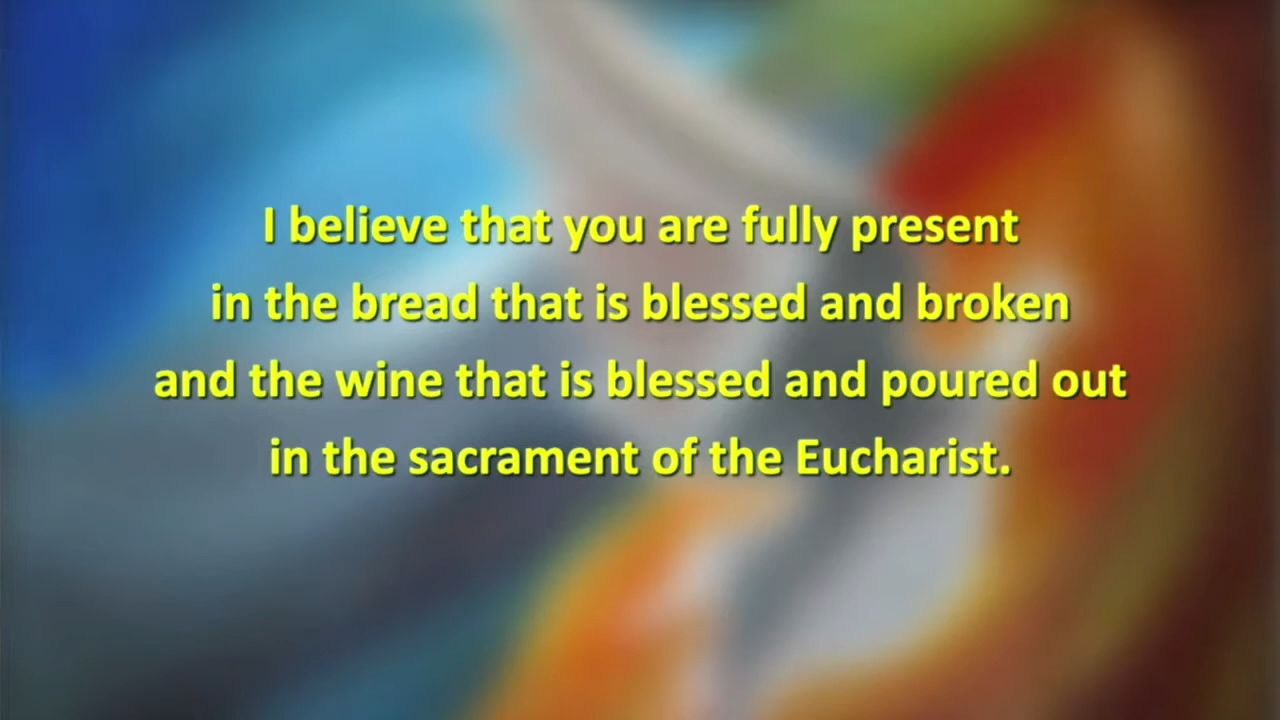 I believe that you are fully present
in the bread that is blessed and broken
and the wine that is blessed and poured out
in the sacrament of the Eucharist.